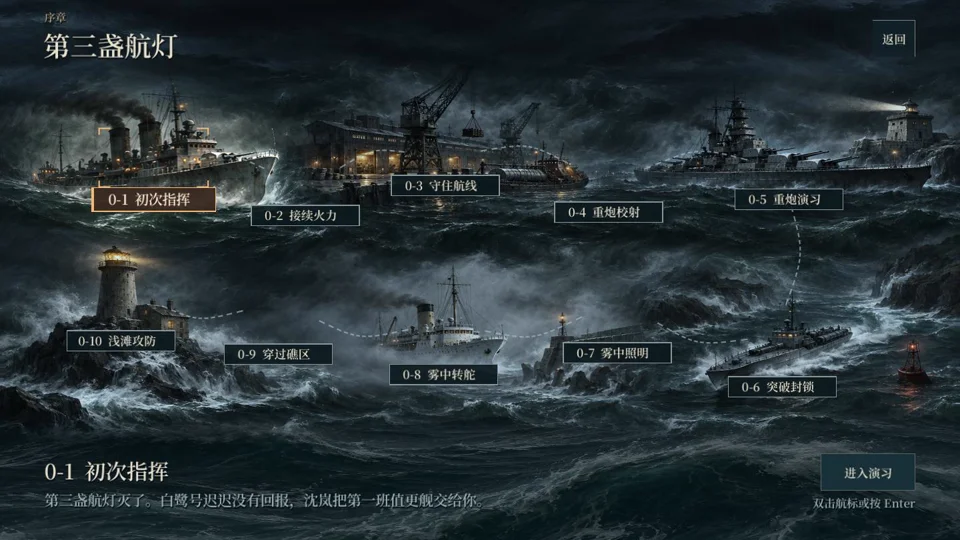 序章
第三盏航灯
返回
0-1 初次指挥
0-2 接续火力
0-3 守住航线
0-4 重炮校射
0-5 重炮演习
0-10 浅滩攻防
0-9 穿过礁区
0-8 雾中转舵
0-7 雾中照明
0-6 突破封锁
0-1 初次指挥
第三盏航灯灭了。白鹭号迟迟没有回报，沈岚把第一班值更舰交给你。
进入演习
双击航标或按 Enter